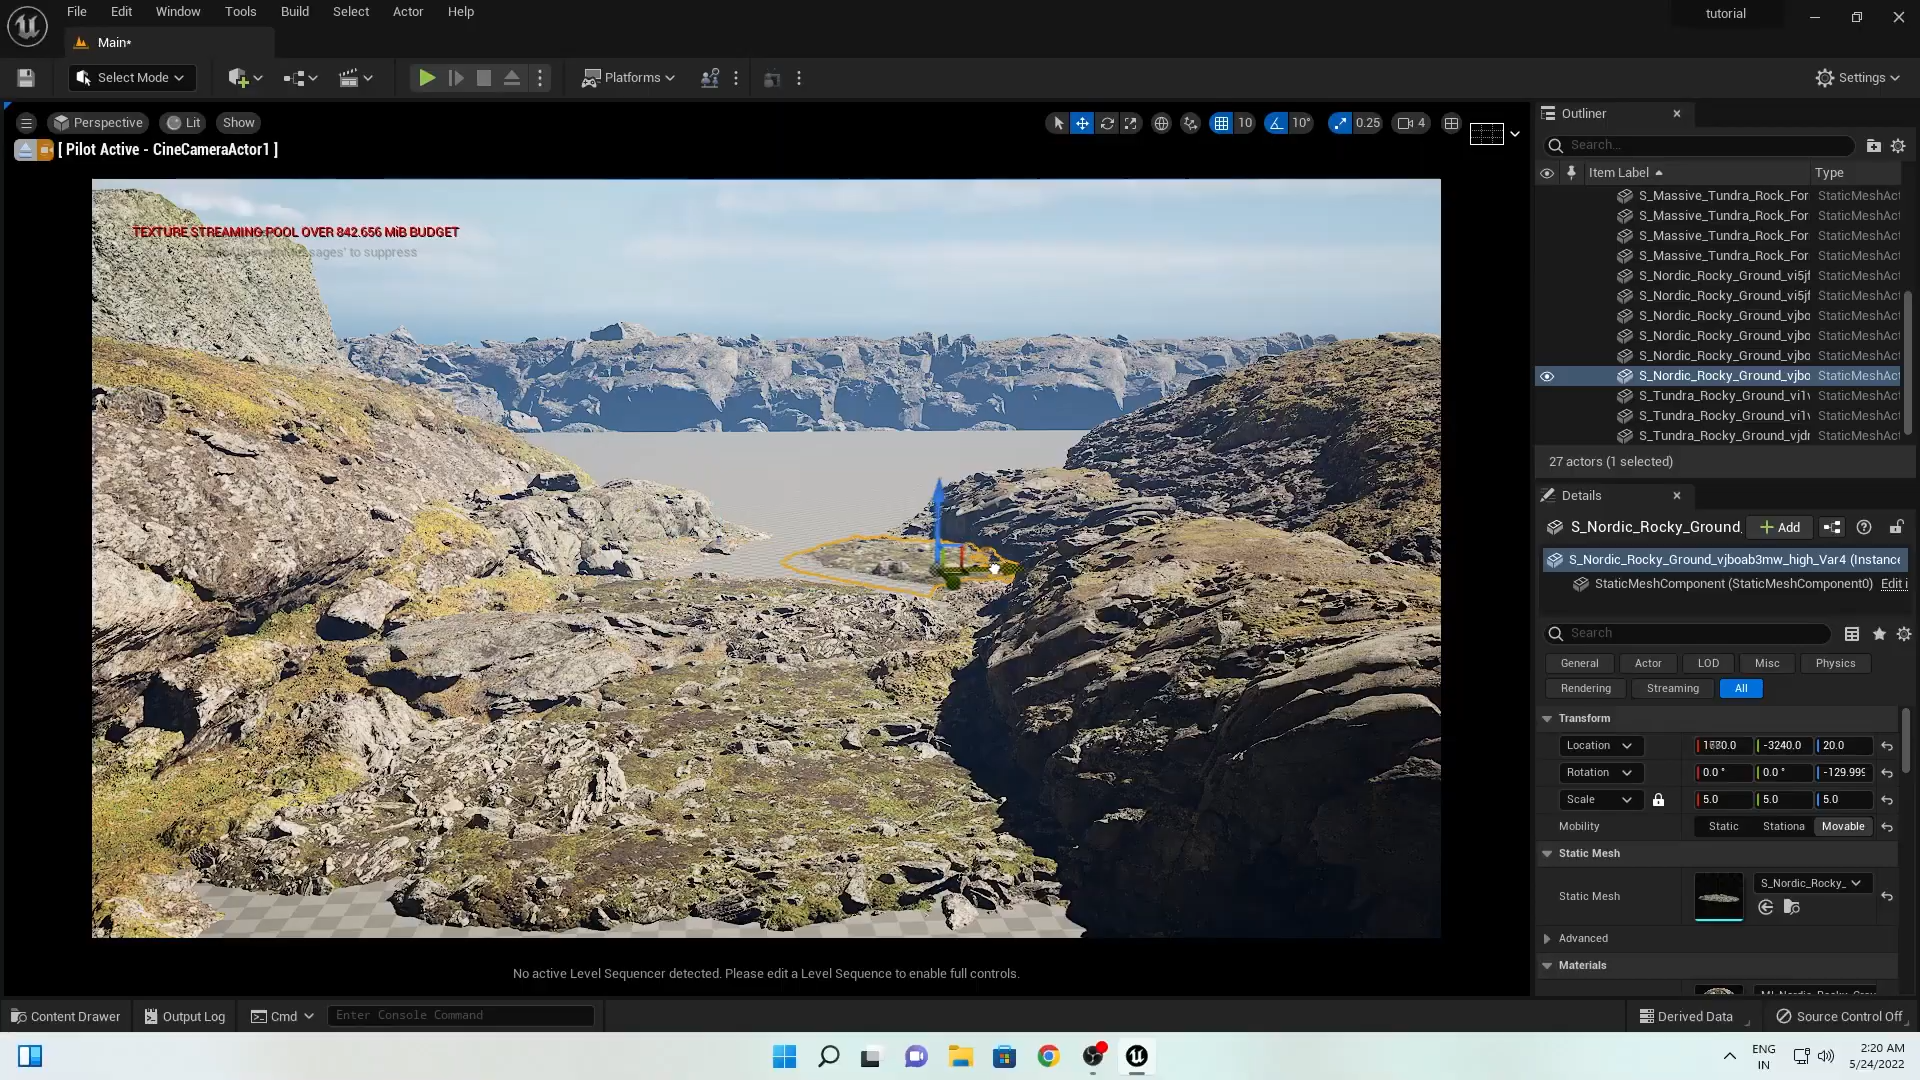 File Edit View Window Tools Build Select Actor Help
tutorial
Main*
Select Mode
Platforms
Settings
Perspective Lit Show
10 10° 0.25 4
[ Pilot Active - CineCameraActor1 ]
TEXTURE STREAMING POOL OVER 842.656 MiB BUDGET
to suppress
No active Level Sequencer detected. Please edit a Level Sequence to enable full controls.
Outliner
Search...
Item Label Type
S_Massive_Tundra_Rock_For StaticMeshAct
S_Massive_Tundra_Rock_For StaticMeshAct
S_Massive_Tundra_Rock_For StaticMeshAct
S_Massive_Tundra_Rock_For StaticMeshAct
S_Nordic_Rocky_Ground_vi5jf StaticMeshAct
S_Nordic_Rocky_Ground_vi5jf StaticMeshAct
S_Nordic_Rocky_Ground_vjbo StaticMeshAct
S_Nordic_Rocky_Ground_vjbo StaticMeshAct
S_Nordic_Rocky_Ground_vjbo StaticMeshAct
S_Nordic_Rocky_Ground_vjbo StaticMeshAct
S_Tundra_Rocky_Ground_vi1v StaticMeshAct
S_Tundra_Rocky_Ground_vi1v StaticMeshAct
S_Tundra_Rocky_Ground_vjdr StaticMeshAct
27 actors (1 selected)
Details
S_Nordic_Rocky_Ground. Add
S_Nordic_Rocky_Ground_vjboab3mw_high_Var4 (Instance
StaticMeshComponent (StaticMeshComponent0) Edit i
Search
General Actor LOD Misc Physics
Rendering Streaming All
Transform
Location -3240.0 20.0
Rotation 0.0 ° 0.0 ° -129.999
Scale 5.0 5.0 5.0
Mobility Static Stationa Movable
Static Mesh
Static Mesh S_Nordic_Rocky_
Advanced
Materials
Content Drawer Output Log Cmd Enter Console Command
Derived Data Source Control Off
ENG
IN
2:20 AM
5/24/2022